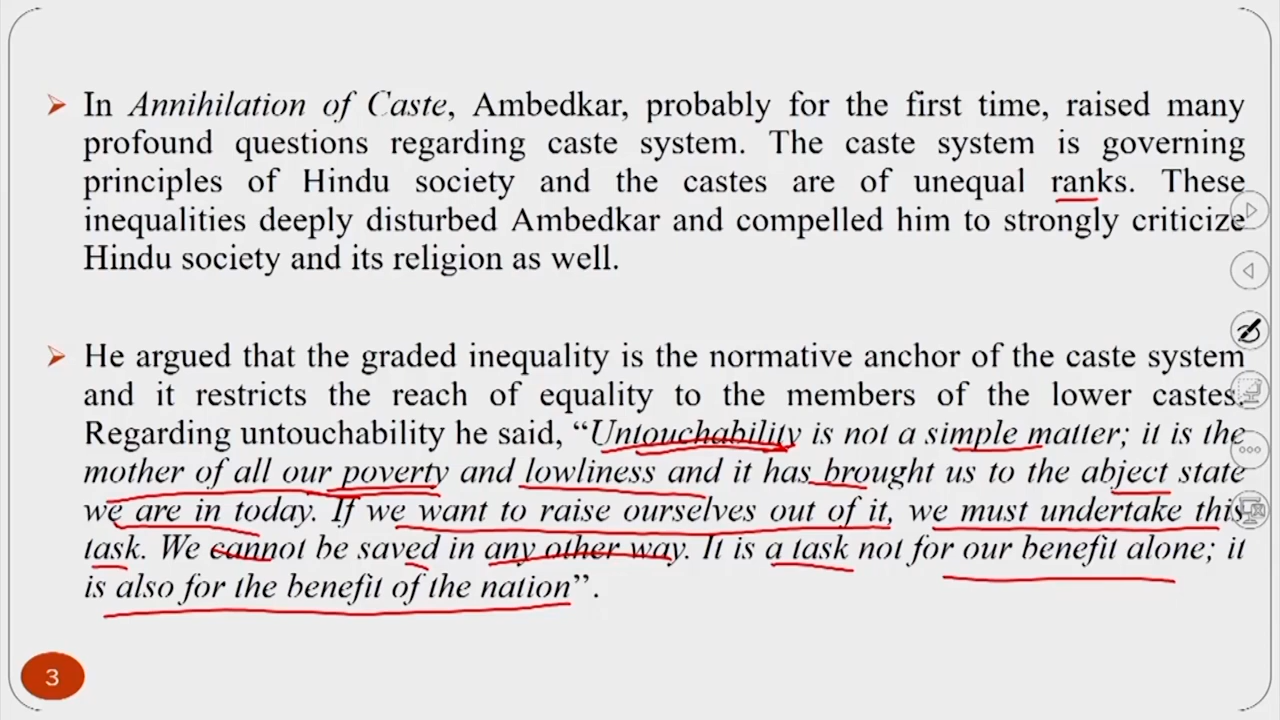 In Annihilation of Caste, Ambedkar, probably for the first time, raised many
profound questions regarding caste system. The caste system is governing
principles of Hindu society and the castes are of unequal ranks. These
inequalities deeply disturbed Ambedkar and compelled him to strongly criticize
Hindu society and its religion as well.
He argued that the graded inequality is the normative anchor of the caste system
and it restricts the reach of equality to the members of the lower castes.
Regarding untouchability he said, “Untouchability is not a simple matter; it is the
mother of all our poverty and lowliness and it has brought us to the abject state
we are in today. If we want to raise ourselves out of it, we must undertake this
task. We cannot be saved in any other way. It is a task not for our benefit alone; it
is also for the benefit of the nation”.
3